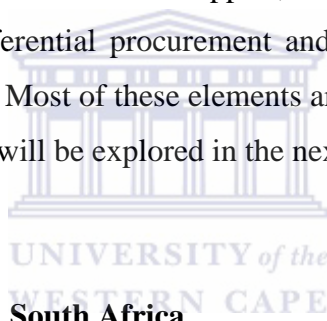 ferential procurement and
Most of these elements a
will be explored in the nex
UNIVERSITY of the
WESTERN CAPE
South Africa